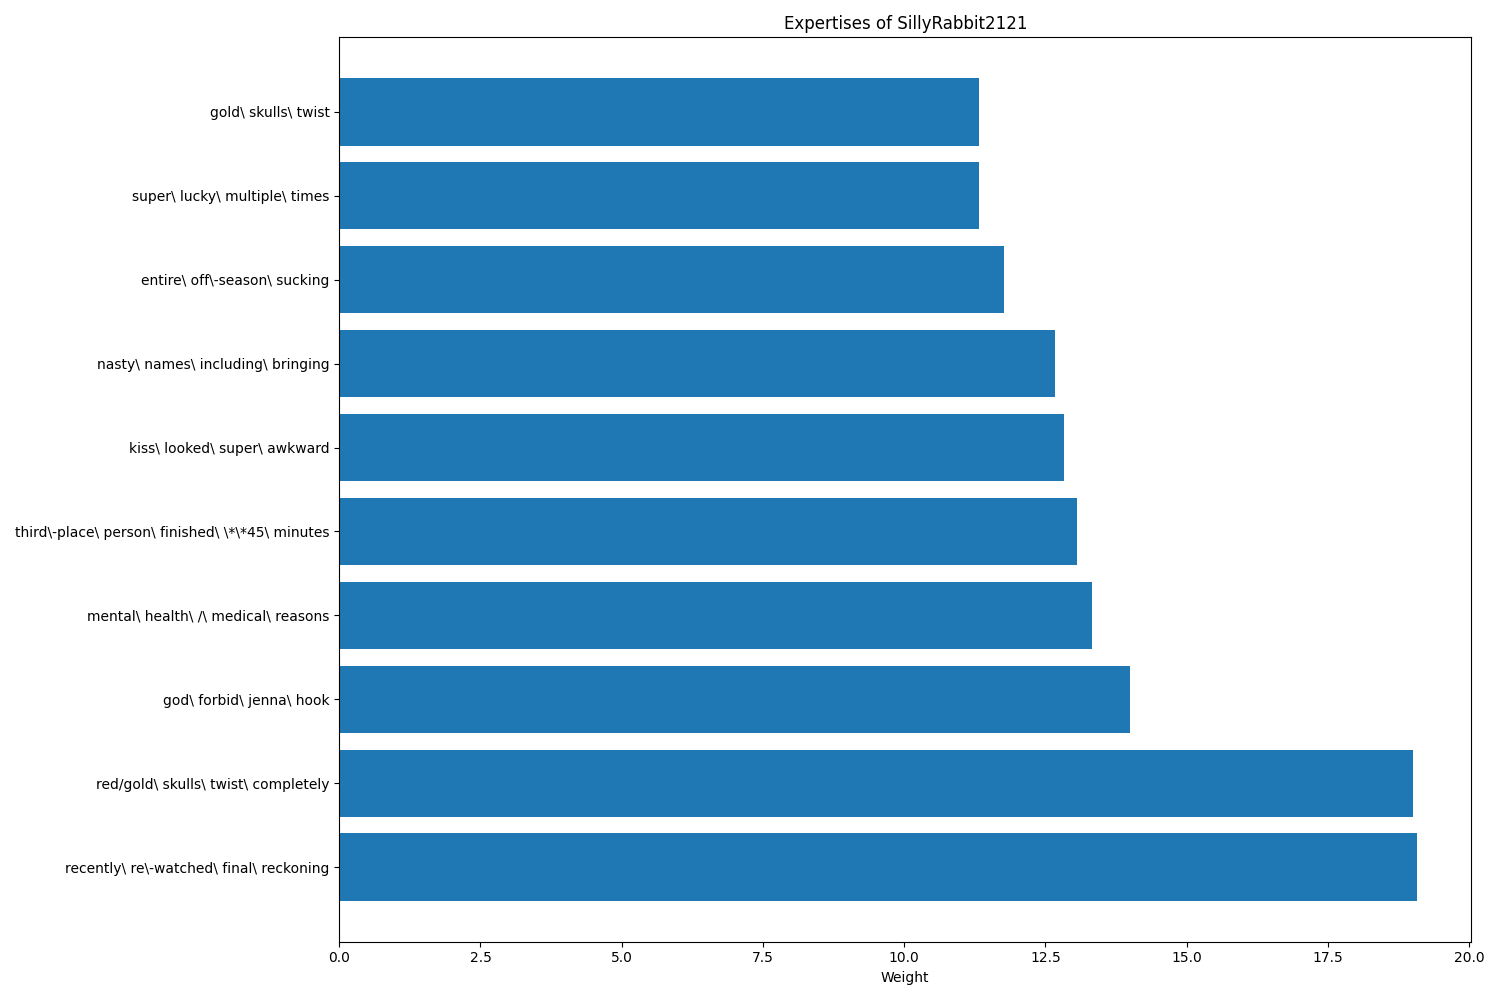 Expertises of SillyRabbit2121
gold\ skulls\ twist
super\ lucky\ multiple\ times
entire\ off\-season\ sucking
nasty\ names\ including\ bringing
kiss\ looked\ super\ awkward
third\-place\ person\ finished\ \*\*45\ minutes
mental\ health\ /\ medical\ reasons
god\ forbid\ jenna\ hook
red/gold\ skulls\ twist\ completely
recently\ re\-watched\ final\ reckoning
0.0 2.5 5.0 7.5 10.0 12.5 15.0 17.5 20.0
Weight